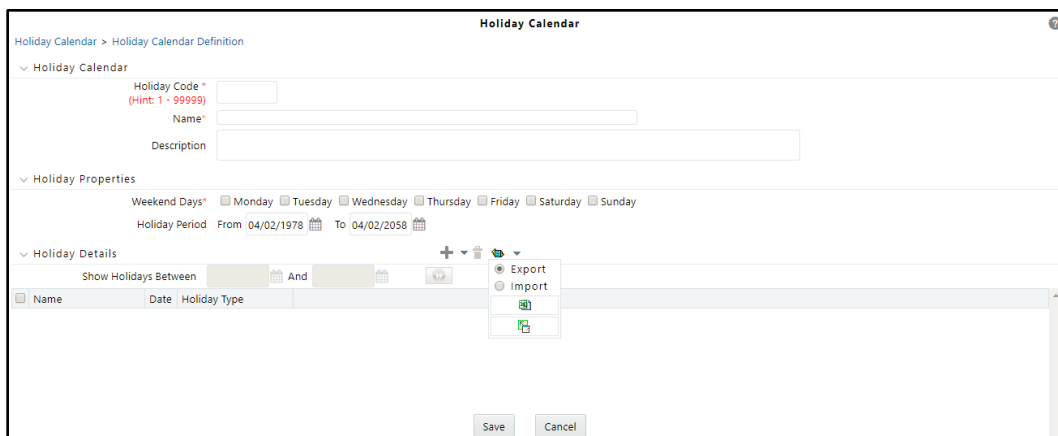 Holiday Calendar
Holiday Calendar > Holiday Calendar Definition
Holiday Calendar
Holiday Code *
(Hint: 1 - 99999)
Name*
Description
Holiday Properties
Weekend Days* Monday Tuesday Wednesday Thursday Friday Saturday Sunday
Holiday Period From 04/02/1978 To 04/02/2058
Holiday Details
Show Holidays Between And
Export
Import
Name Date Holiday Type
Save Cancel